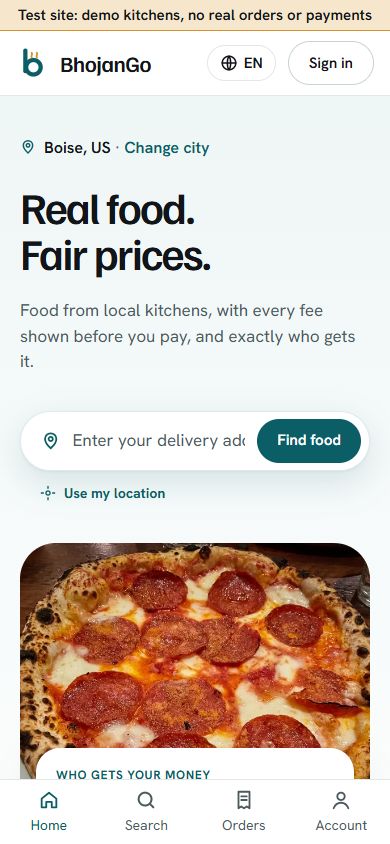 Test site: demo kitchens, no real orders or payments
BhojanGo
EN
Sign in
Boise, US · Change city
Real food.
Fair prices.
Food from local kitchens, with every fee
shown before you pay, and exactly who gets
it.
Enter your delivery
Find food
Use my location
WHO GETS YOUR MONEY
Home
Search
Orders
Account